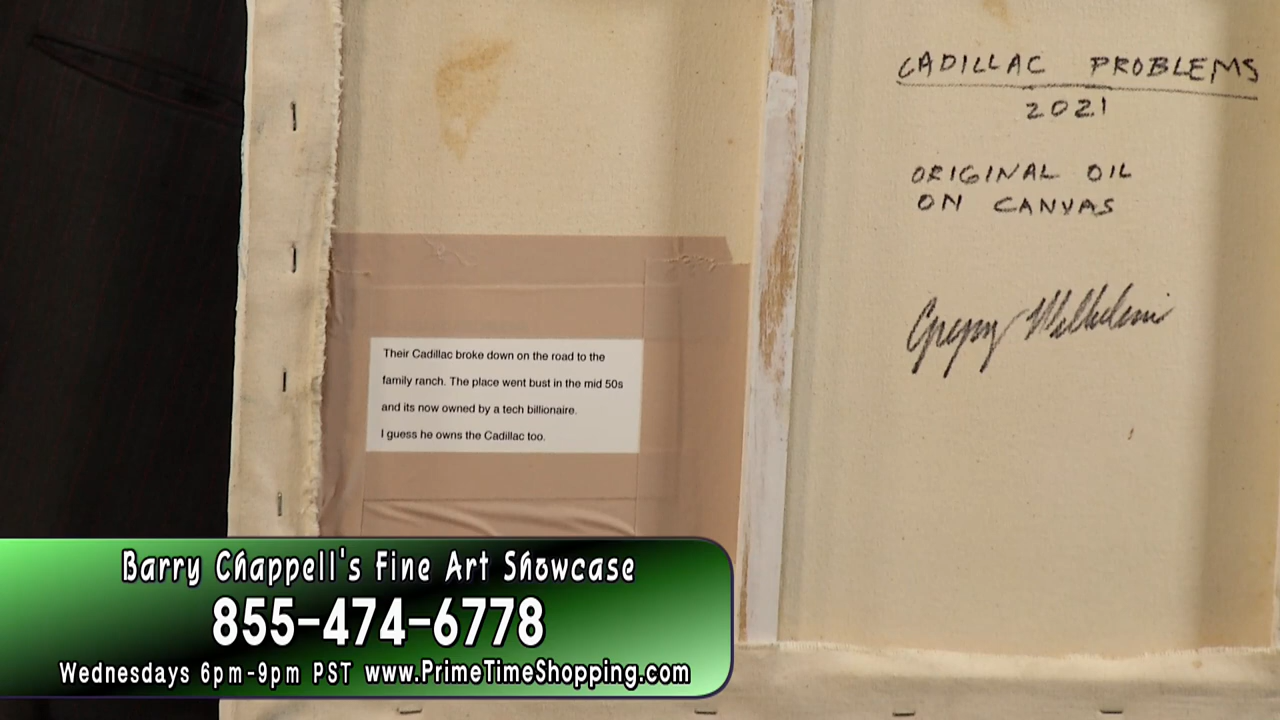 CADILLAC PROBLEMS
2021
ORIGINAL OIL
ON CANVAS
Gregory Wilhelmi
Their Cadillac broke down on the road to the
family ranch. The place went bust in the mid 50s
and its now owned by a tech billionaire.
I guess he owns the Cadillac too.
Barry Chappell's Fine Art Showcase
855-474-6778
Wednesdays 6pm-9pm PST www.PrimeTimeShopping.com